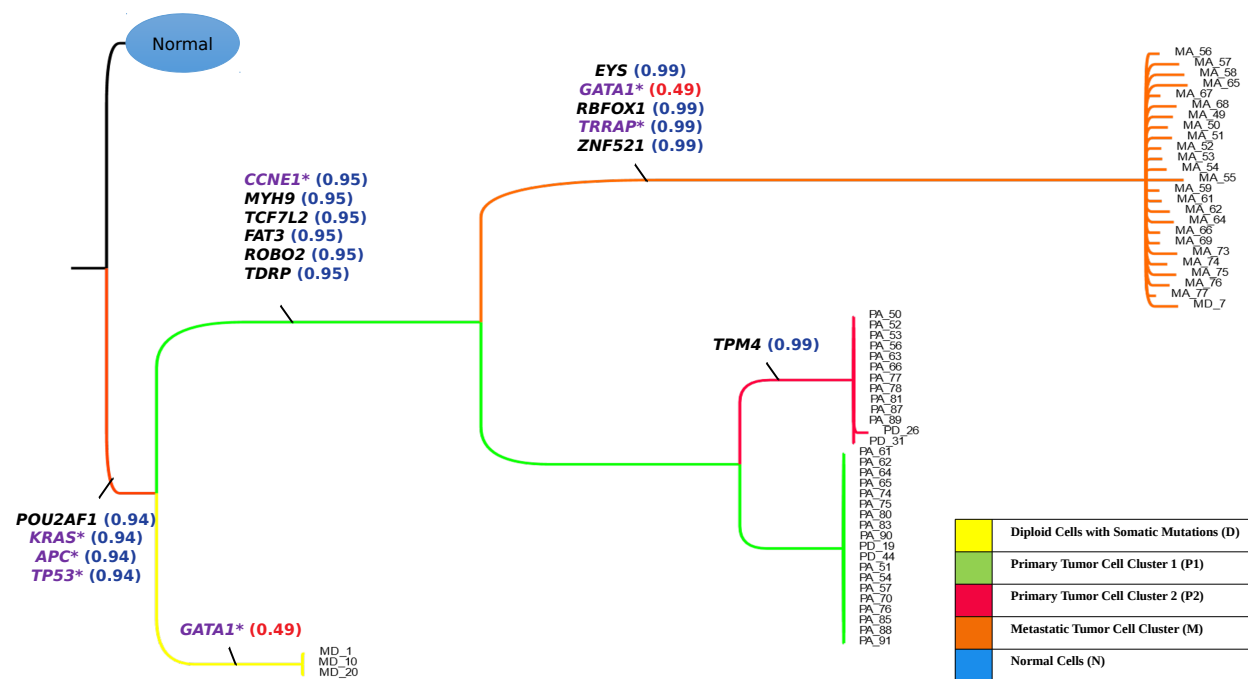 Normal
EYS (0.99)
GATA1* (0.49)
RBFOX1 (0.99)
TRRAP* (0.99)
ZNF521 (0.99)
CCNE1* (0.95)
MYH9 (0.95)
TCF7L2 (0.95)
FAT3 (0.95)
ROBO2 (0.95)
TDRP (0.95)
MA_56
MA_57
MA_58
MA_65
MA_67
MA_68
MA_49
MA_50
MA_51
MA_52
MA_53
MA_54
MA_55
MA_59
MA_61
MA_62
MA_64
MA_66
MA_69
MA_73
MA_74
MA_75
MA_76
MA_77
MD_7
TPM4 (0.99)
PA_50
PA_52
PA_53
PA_56
PA_63
PA_66
PA_77
PA_78
PA_81
PA_87
PA_89
PD_26
PD_31
PA_61
PA_62
PA_64
PA_65
PA_74
PA_75
PA_80
PA_83
PA_90
PD_19
PD_44
PA_51
PA_54
PA_57
PA_70
PA_76
PA_85
PA_88
PA_91
POU2AF1 (0.94)
KRAS* (0.94)
APC* (0.94)
TP53* (0.94)
GATA1* (0.49)
MD_1
MD_10
MD_20
Diploid Cells with Somatic Mutations (D)
Primary Tumor Cell Cluster 1 (P1)
Primary Tumor Cell Cluster 2 (P2)
Metastatic Tumor Cell Cluster (M)
Normal Cells (N)